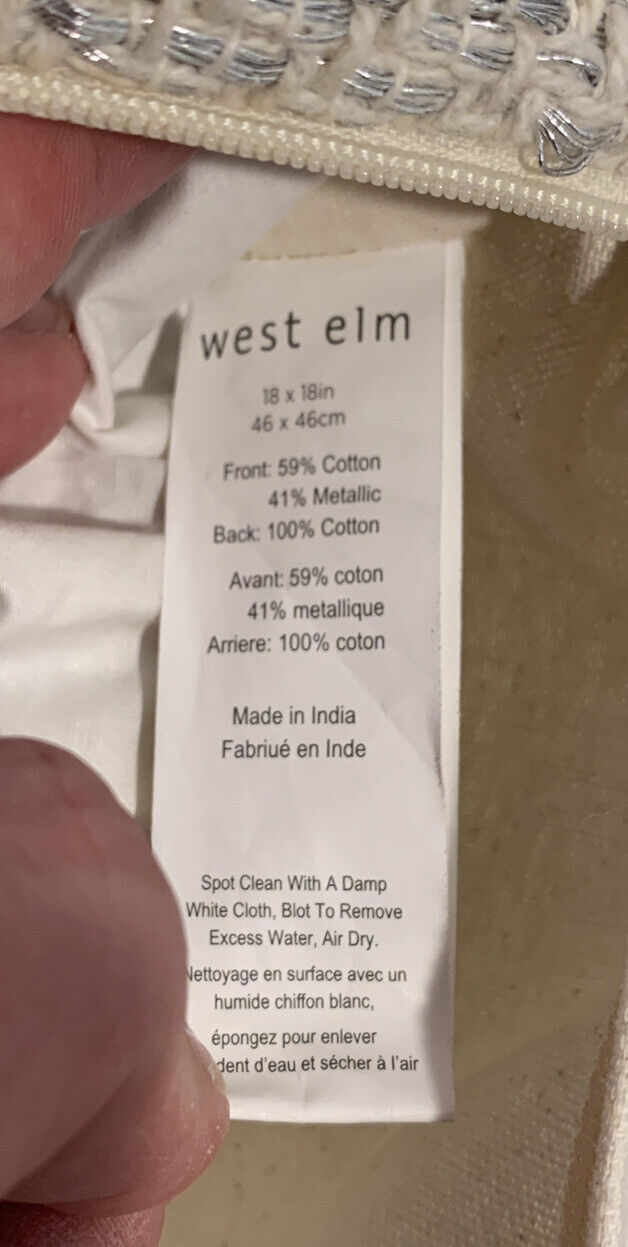 west elm
18 x 18in
46 x 46cm
Front: 59% Cotton
41% Metallic
Back: 100% Cotton
Avant: 59% coton
41% metallique
Arriere: 100% coton
Made in India
Fabriué en Inde
Spot Clean With A Damp
White Cloth, Blot To Remove
Excess Water, Air Dry.
Nettoyage en surface avec un
humide chiffon blanc,
épongez pour enlever
d'eau et sécher à l'air